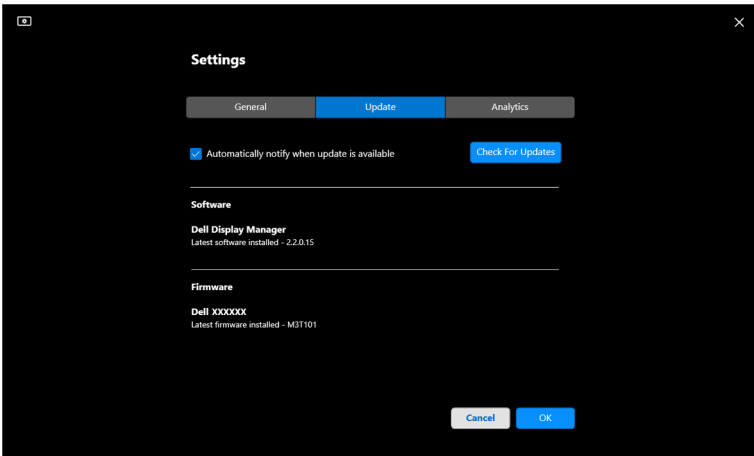 Settings
General Update Analytics
Automatically notify when update is available Check For Updates
Software
Dell Display Manager
Latest software installed - 2.2.0.15
Firmware
Dell XXXXXX
Latest firmware installed - M3T101
Cancel OK